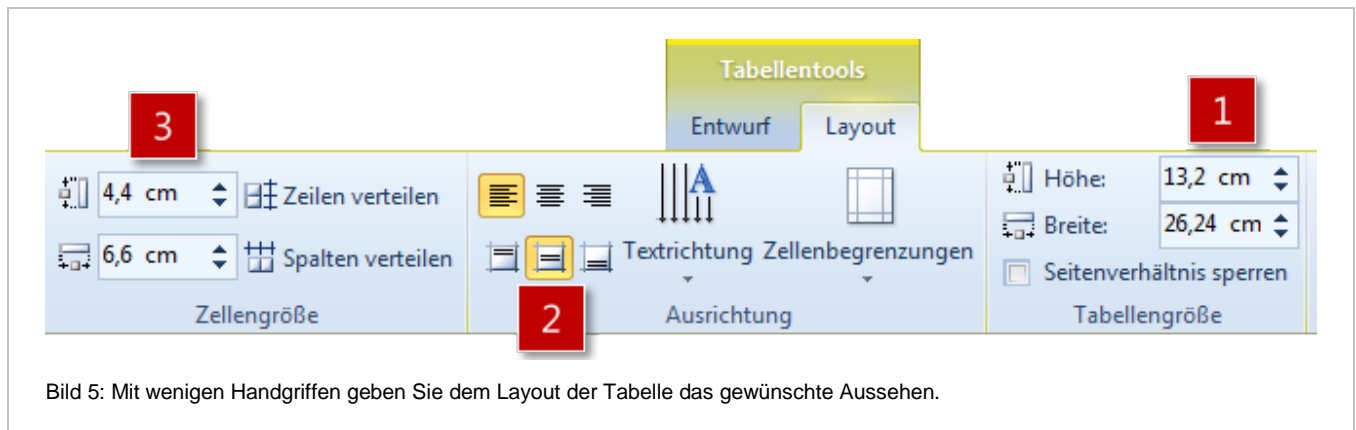 Tabellentools
3
1
Entwurf Layout
4,4 cm Zeilen verteilen
A
Höhe: 13,2 cm
6,6 cm Spalten verteilen
Textrichtung Zellenbegrenzungen
Breite: 26,24 cm
Seitenverhältnis sperren
Zellengröße
2
Ausrichtung
Tabellengröße
Bild 5: Mit wenigen Handgriffen geben Sie dem Layout der Tabelle das gewünschte Aussehen.